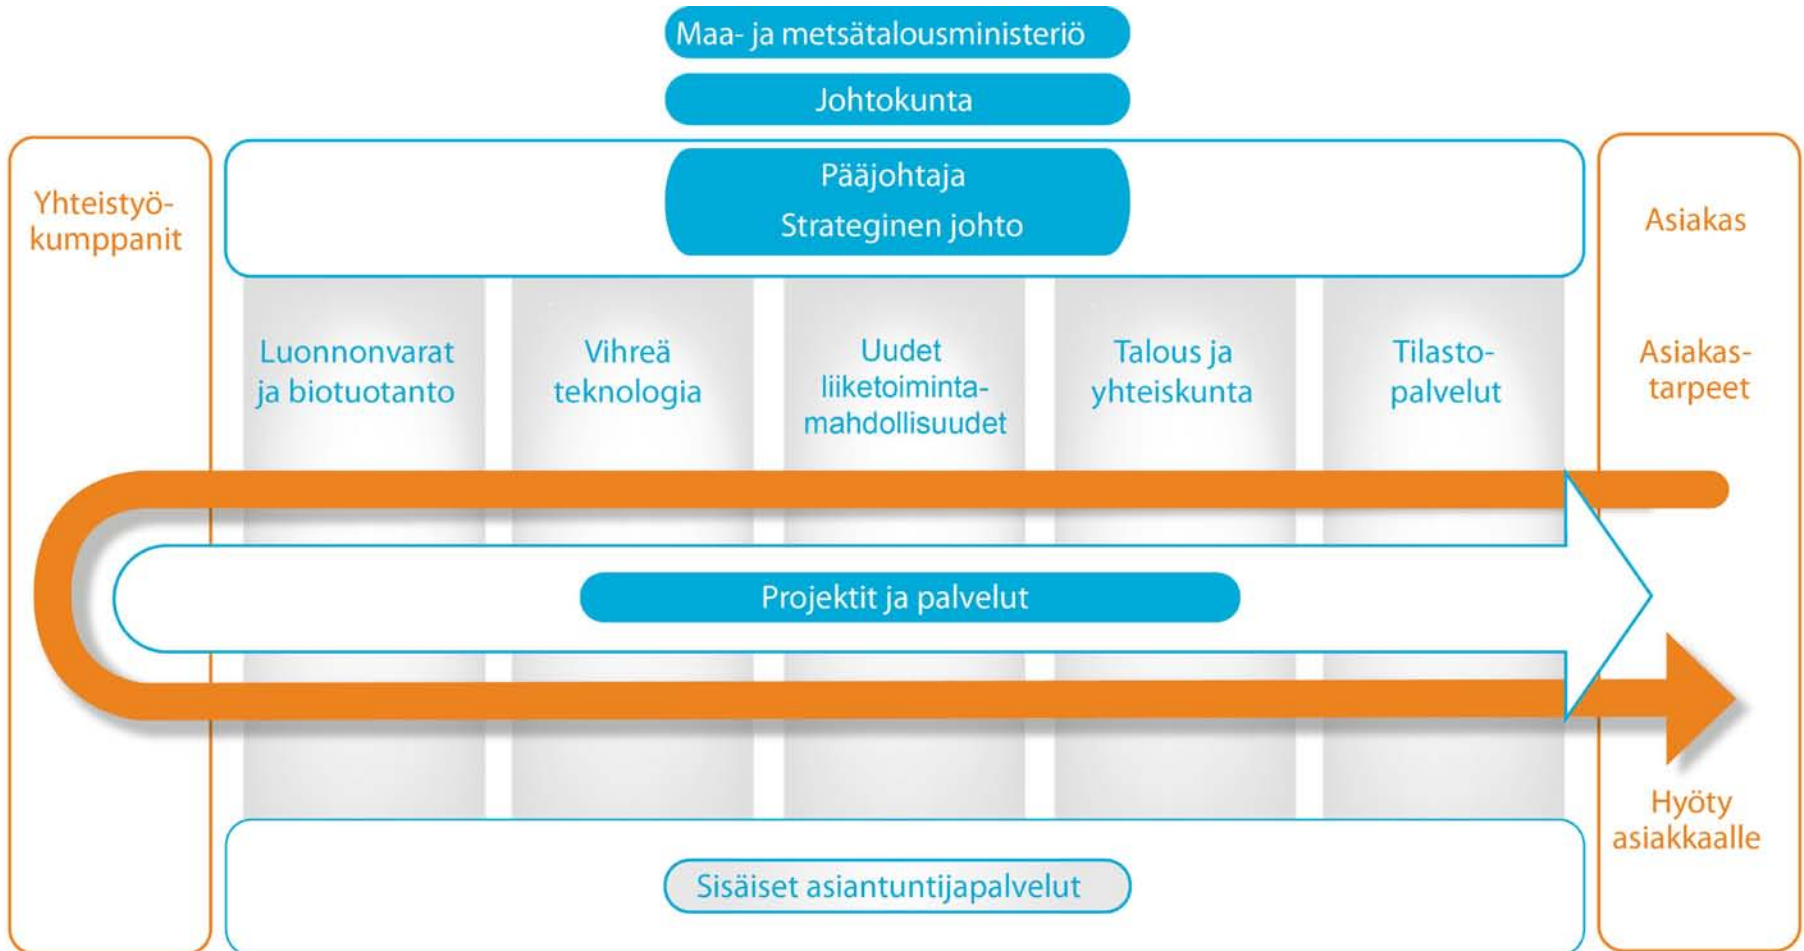 Maa- ja metsätalousministeriö
Johtokunta
Pääjohtaja
Strateginen johto
Yhteistyö-
kumppanit
Asiakas
Luonnonvarat
ja biotuotanto
Vihreä
teknologia
Uudet
liiketoiminta-
mahdollisuudet
Talous ja
yhteiskunta
Tilasto-
palvelut
Asiakas-
tarpeet
Projektit ja palvelut
Hyöty
asiakkaalle
Sisäiset asiantuntijapalvelut